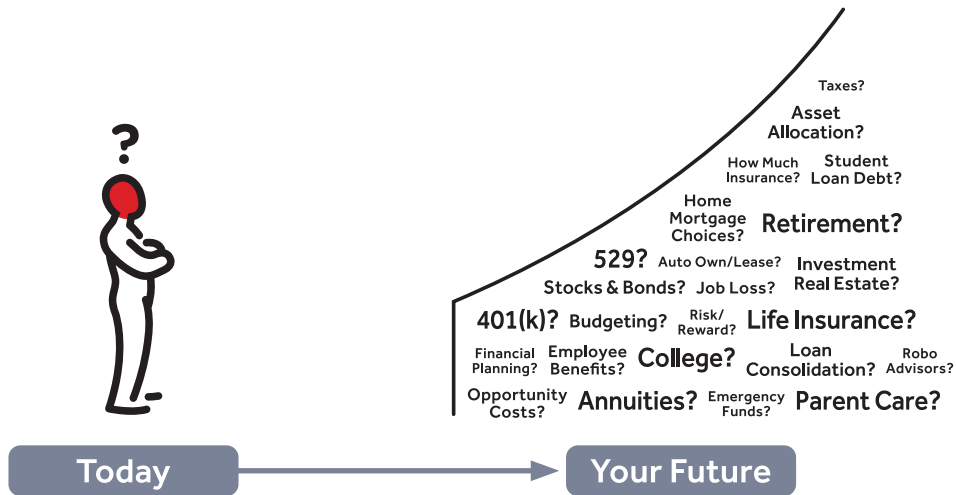 ?
Taxes?
Asset
Allocation?
How Much
Insurance?
Student
Loan Debt?
Home
Mortgage
Choices?
Retirement?
529?
Auto Own/Lease?
Investment
Real Estate?
Stocks & Bonds?
Job Loss?
401(k)?
Budgeting?
Risk/
Reward?
Life Insurance?
Financial
Planning?
Employee
Benefits?
College?
Loan
Consolidation?
Robo
Advisors?
Opportunity
Costs?
Annuities?
Emergency
Funds?
Parent Care?
Today
Your Future